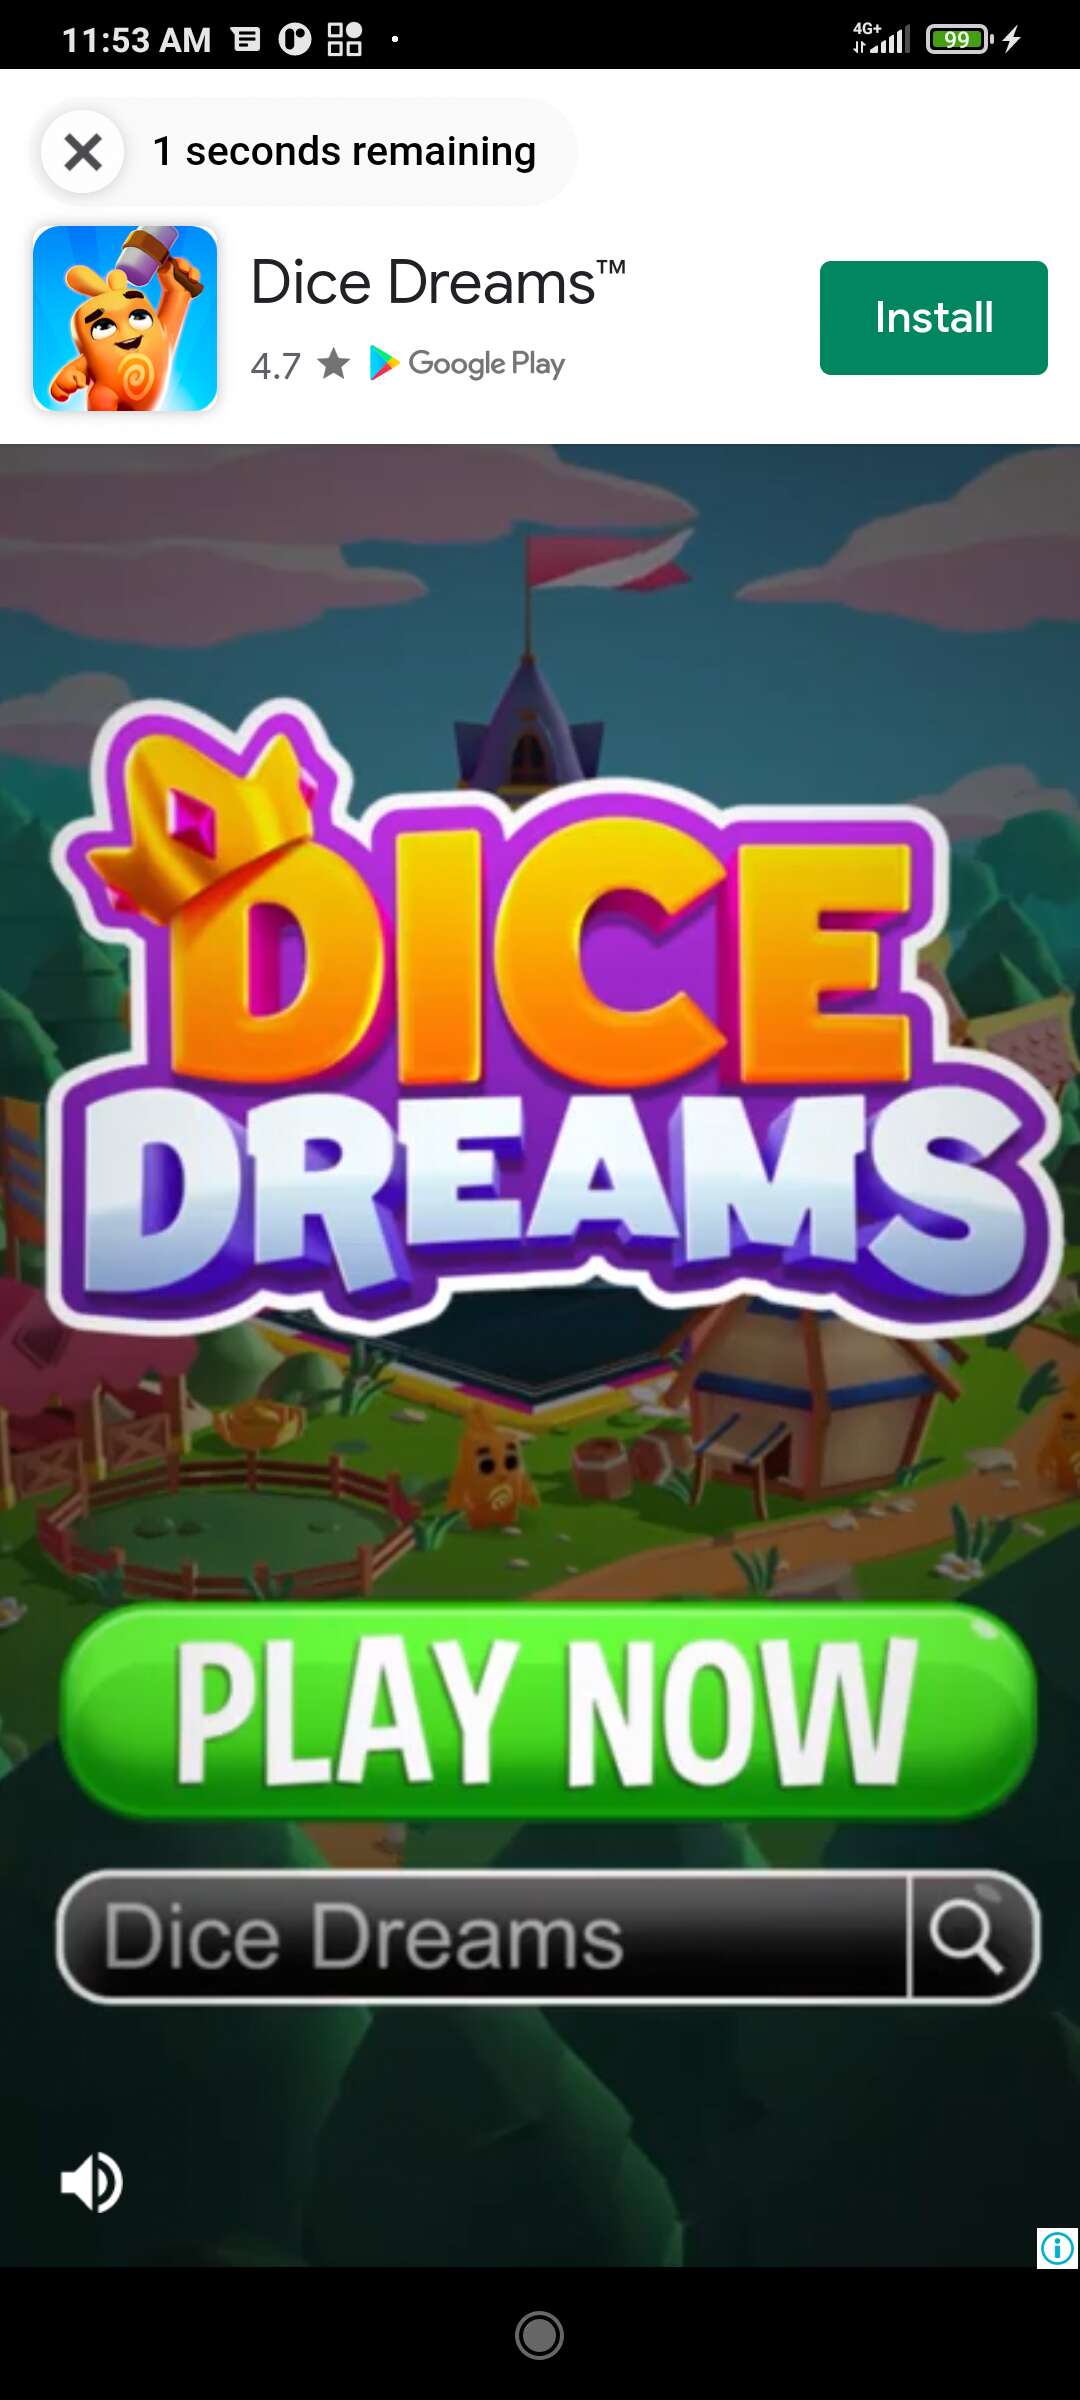 11:53 AM
4G+
99
1 seconds remaining
Dice Dreams™
4.7 ★ Google Play
Install
DICE
DREAMS
PLAY NOW
Dice Dreams